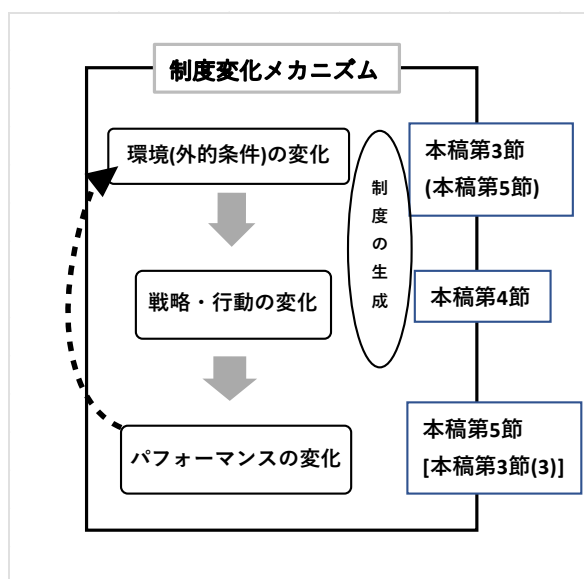 制度変化メカニズム
環境(外的条件)の変化
制度の生成
本稿第3節
(本稿第5節)
戦略・行動の変化
本稿第4節
パフォーマンスの変化
本稿第5節
[本稿第3節(3)]